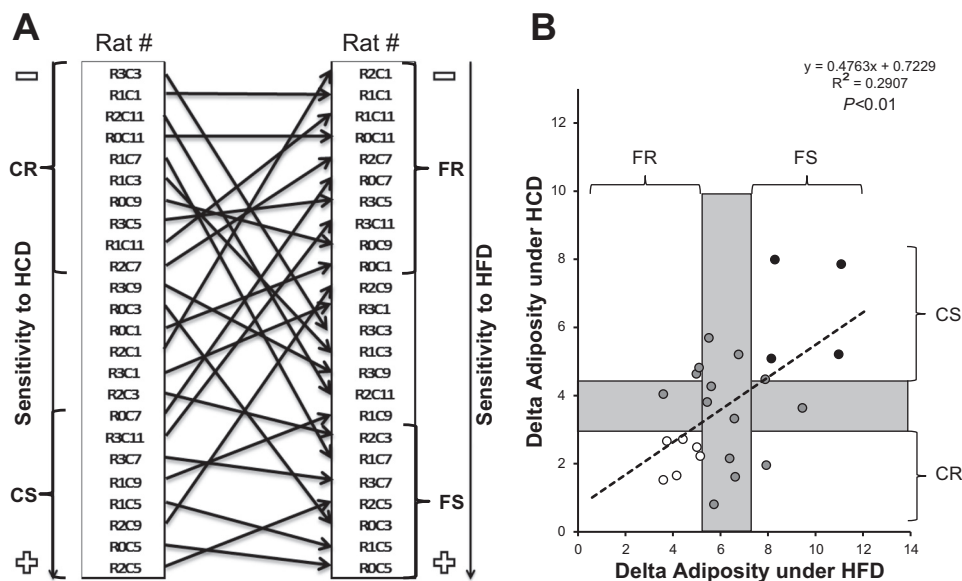 A
Rat #
Rat #
R3C3
R1C1
R2C11
R0C11
R1C7
R1C3
R0C9
R3C5
R1C11
R2C7
R3C9
R0C3
R0C1
R2C1
R3C1
R2C3
R0C7
R3C11
R3C7
R1C9
R1C5
R2C9
R0C5
R2C5
R2C1
R1C1
R1C11
R0C11
R2C7
R0C7
R3C5
R3C11
R0C9
R0C1
R2C9
R3C1
R3C3
R1C3
R3C9
R2C11
R1C9
R2C3
R1C7
R3C7
R2C5
R0C3
R1C5
R0C5
CR
CS
Sensitivity to HCD
FR
FS
Sensitivity to HFD
B
y = 0.4763x + 0.7229
R² = 0.2907
P<0.01
FR
FS
CS
CR
Delta Adiposity under HCD
12
10
8
6
4
2
0
0 2 4 6 8 10 12 14
Delta Adiposity under HFD